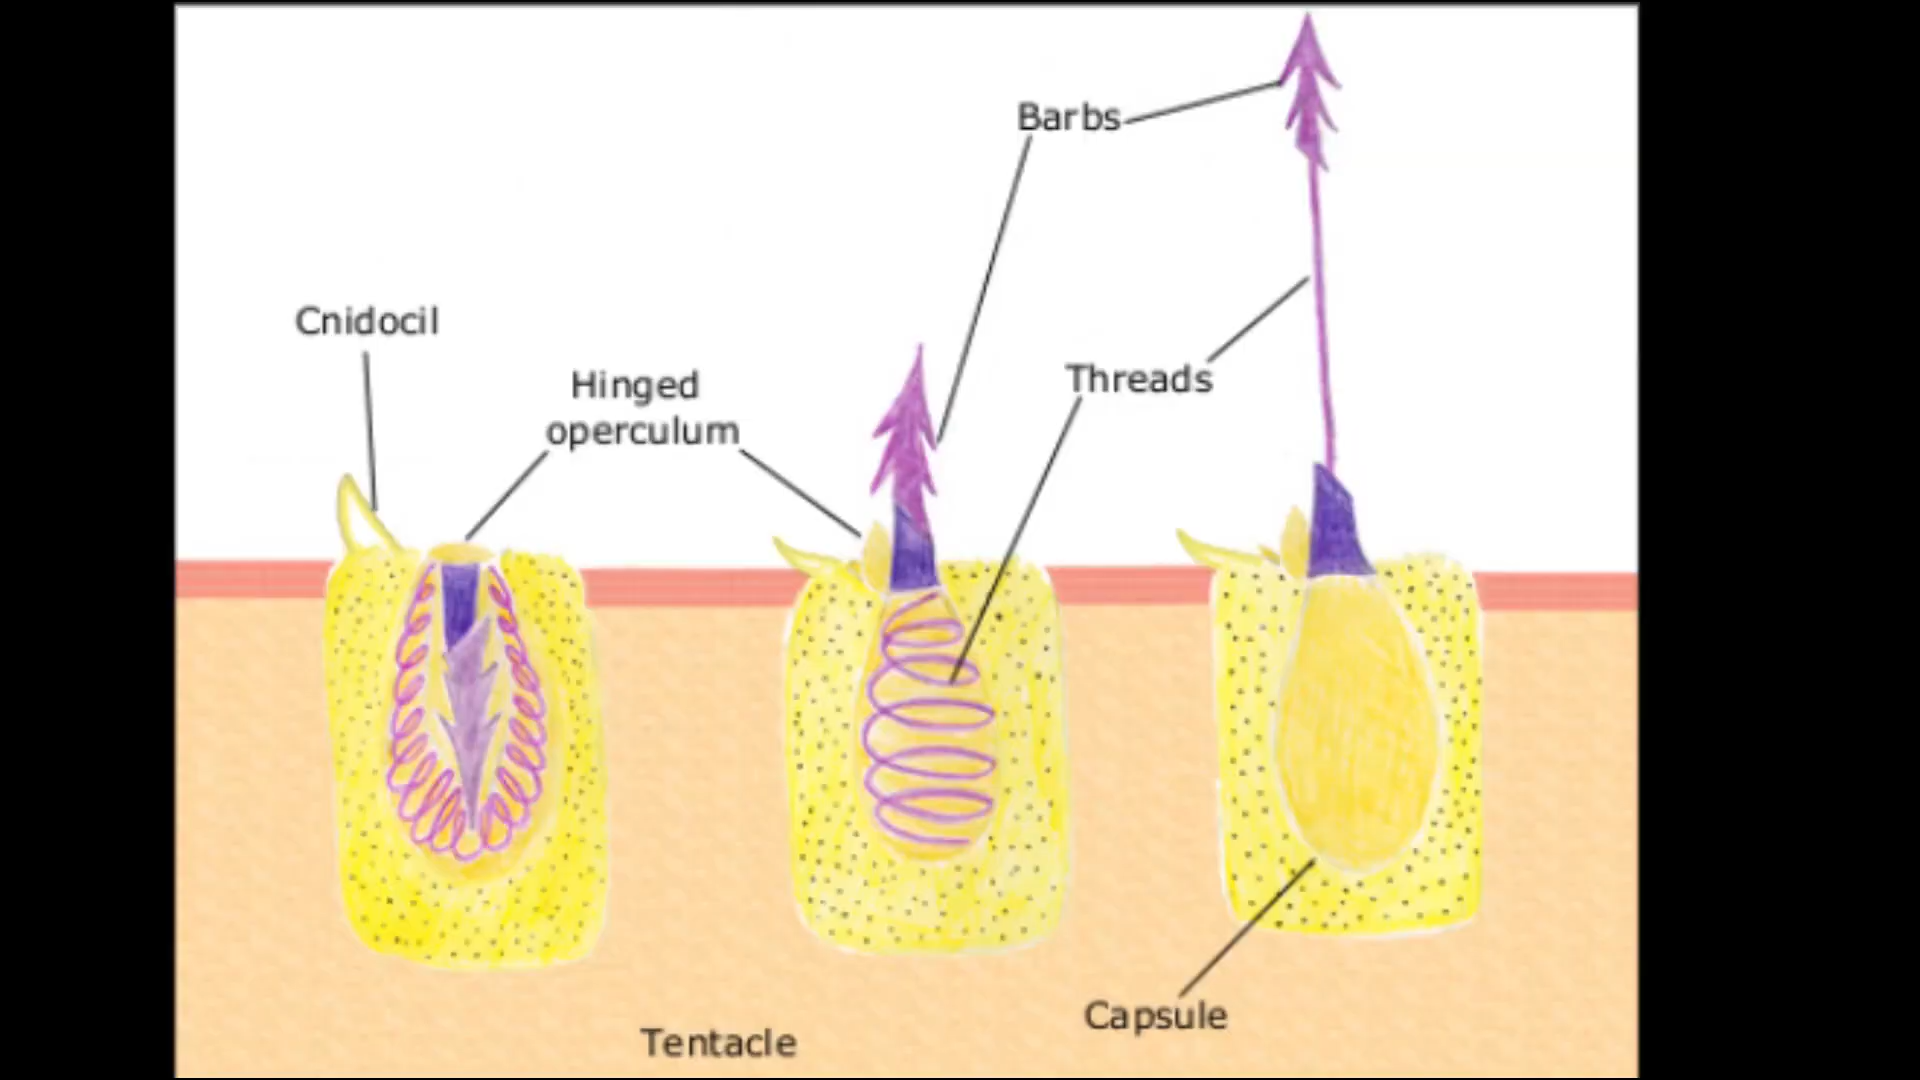 Barbs
Cnidocil
Hinged
operculum
Threads
Capsule
Tentacle